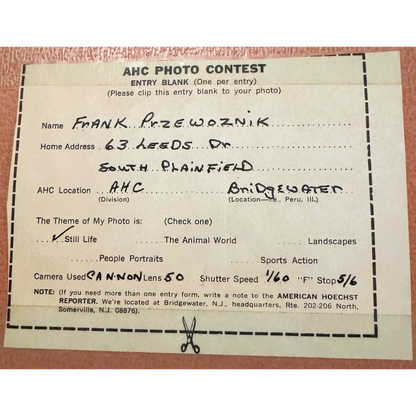 AHC PHOTO CONTEST
ENTRY BLANK (One per entry)
(Please clip this entry blank to your photo)
Name FRANK PRZEWOZNIK
Home Address 63 LEEDS Dr
SOUTH PLAINFIELD
AHC Location AHC BRIDGEWATER
(Division) (Location—i.e., Peru, Ill.)
The Theme of My Photo is: (Check one)
✓ Still Life ...... The Animal World ...... Landscapes
...... People Portraits ...... Sports Action
Camera Used CANNON Lens 50 Shutter Speed 1/60 "F" Stop 5/6
NOTE: (If you need more than one entry form, write a note to the AMERICAN HOECHST
REPORTER. We're located at Bridgewater, N.J., headquarters, Rte. 202-206 North,
Somerville, N.J. 08876).